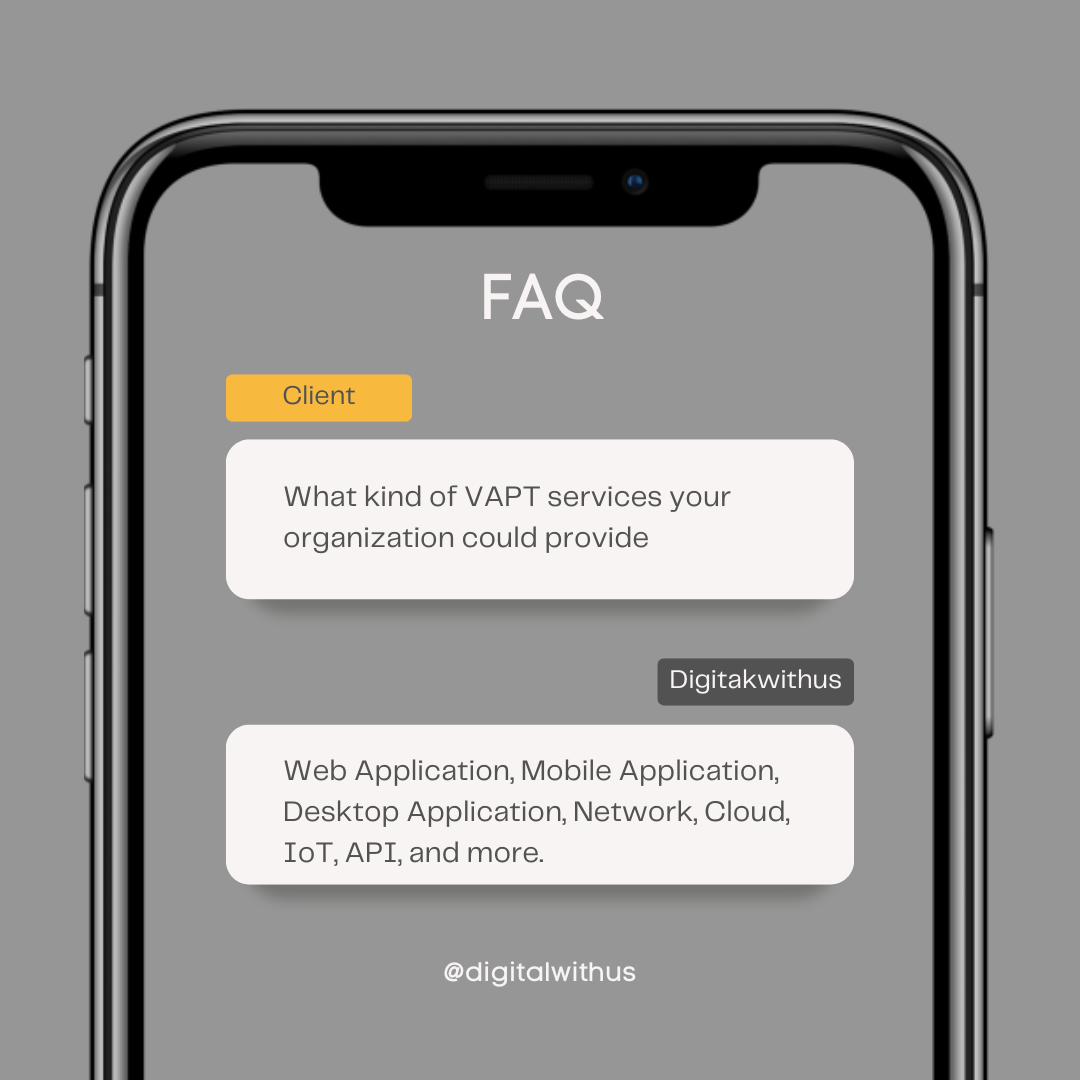 FAQ
Client
What kind of VAPT services your
organization could provide
Digitakwithus
Web Application, Mobile Application,
Desktop Application, Network, Cloud,
IoT, API, and more.
@digitalwithus